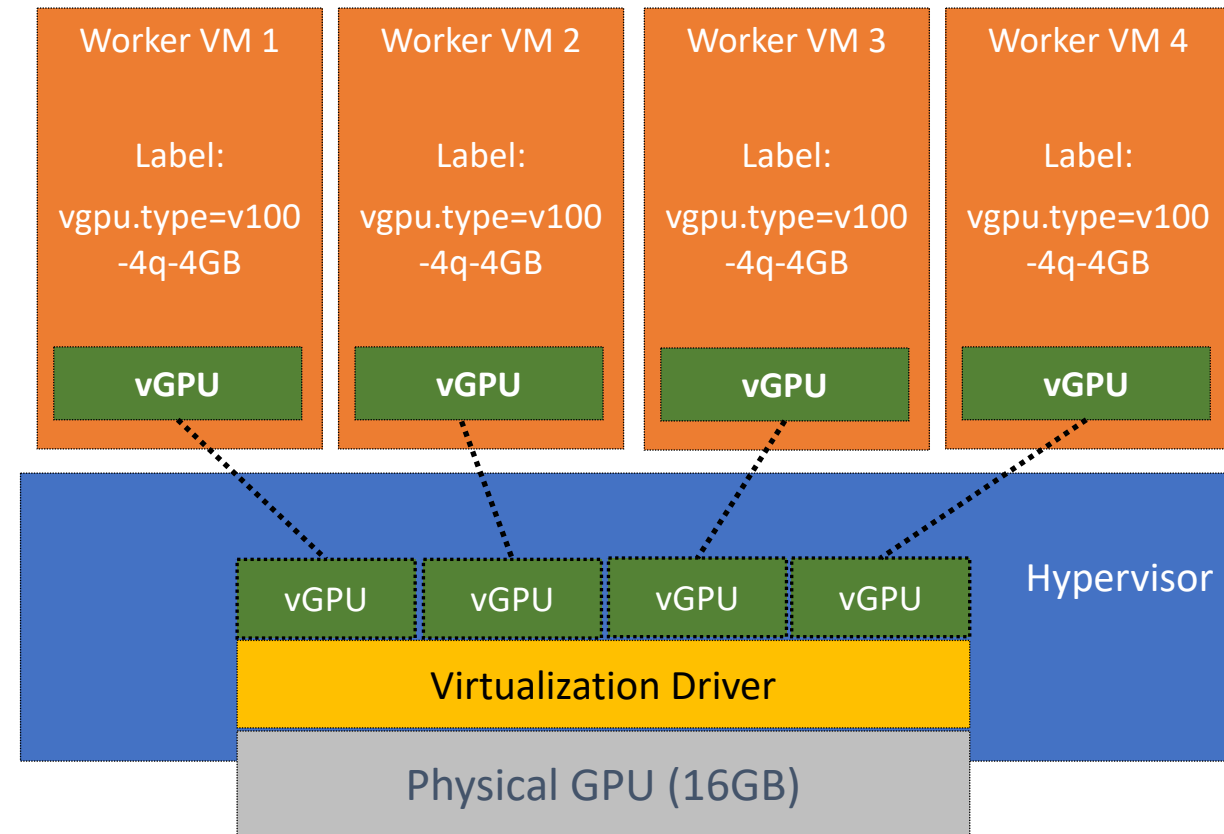 Worker VM 1
Label:
vgpu.type=v100
-4q-4GB
vGPU
Worker VM 2
Label:
vgpu.type=v100
-4q-4GB
vGPU
Worker VM 3
Label:
vgpu.type=v100
-4q-4GB
vGPU
Worker VM 4
Label:
vgpu.type=v100
-4q-4GB
vGPU
Hypervisor
vGPU
vGPU
vGPU
vGPU
Virtualization Driver
Physical GPU (16GB)